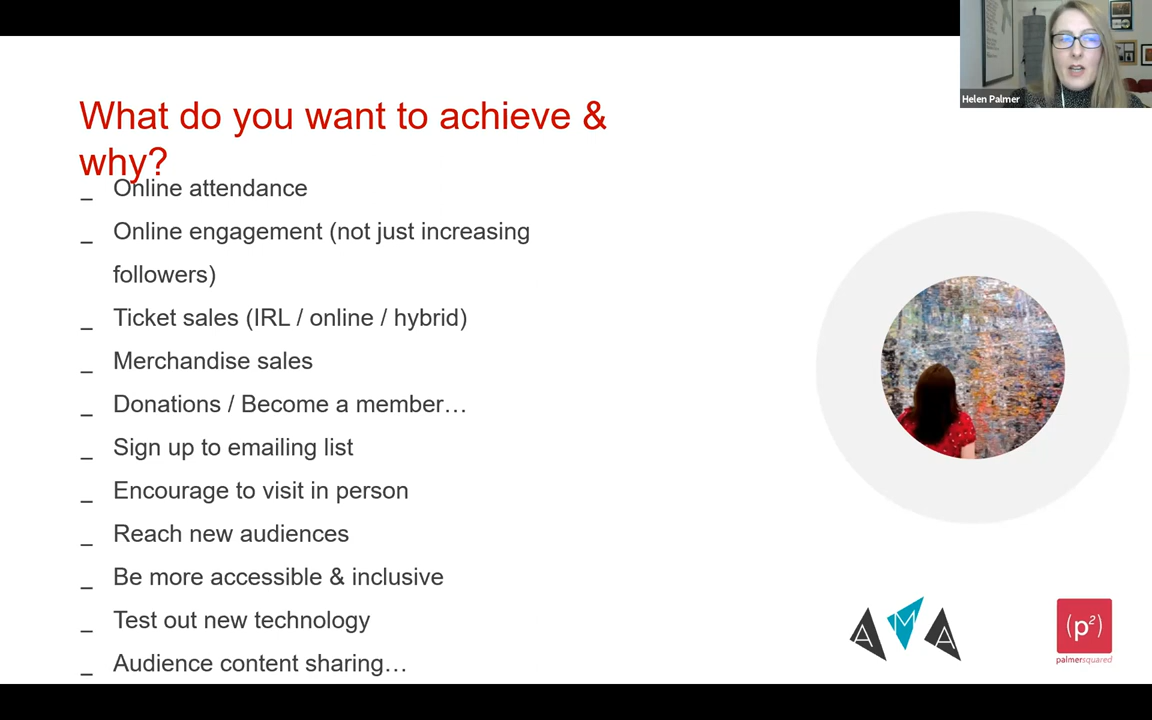 Helen Palmer
What do you want to achieve &
why?
_ Online attendance
_ Online engagement (not just increasing
followers)
_ Ticket sales (IRL / online / hybrid)
_ Merchandise sales
_ Donations / Become a member…
_ Sign up to emailing list
_ Encourage to visit in person
_ Reach new audiences
_ Be more accessible & inclusive
_ Test out new technology
_ Audience content sharing…
AMA
(p²)
palmersquared